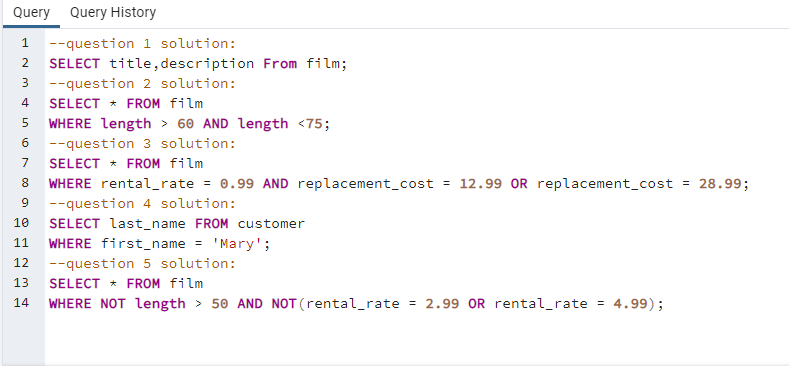 Query Query History
1 --question 1 solution:
2 SELECT title,description From film;
3 --question 2 solution:
4 SELECT * FROM film
5 WHERE length > 60 AND length <75;
6 --question 3 solution:
7 SELECT * FROM film
8 WHERE rental_rate = 0.99 AND replacement_cost = 12.99 OR replacement_cost = 28.99;
9 --question 4 solution:
10 SELECT last_name FROM customer
11 WHERE first_name = 'Mary';
12 --question 5 solution:
13 SELECT * FROM film
14 WHERE NOT length > 50 AND NOT(rental_rate = 2.99 OR rental_rate = 4.99);